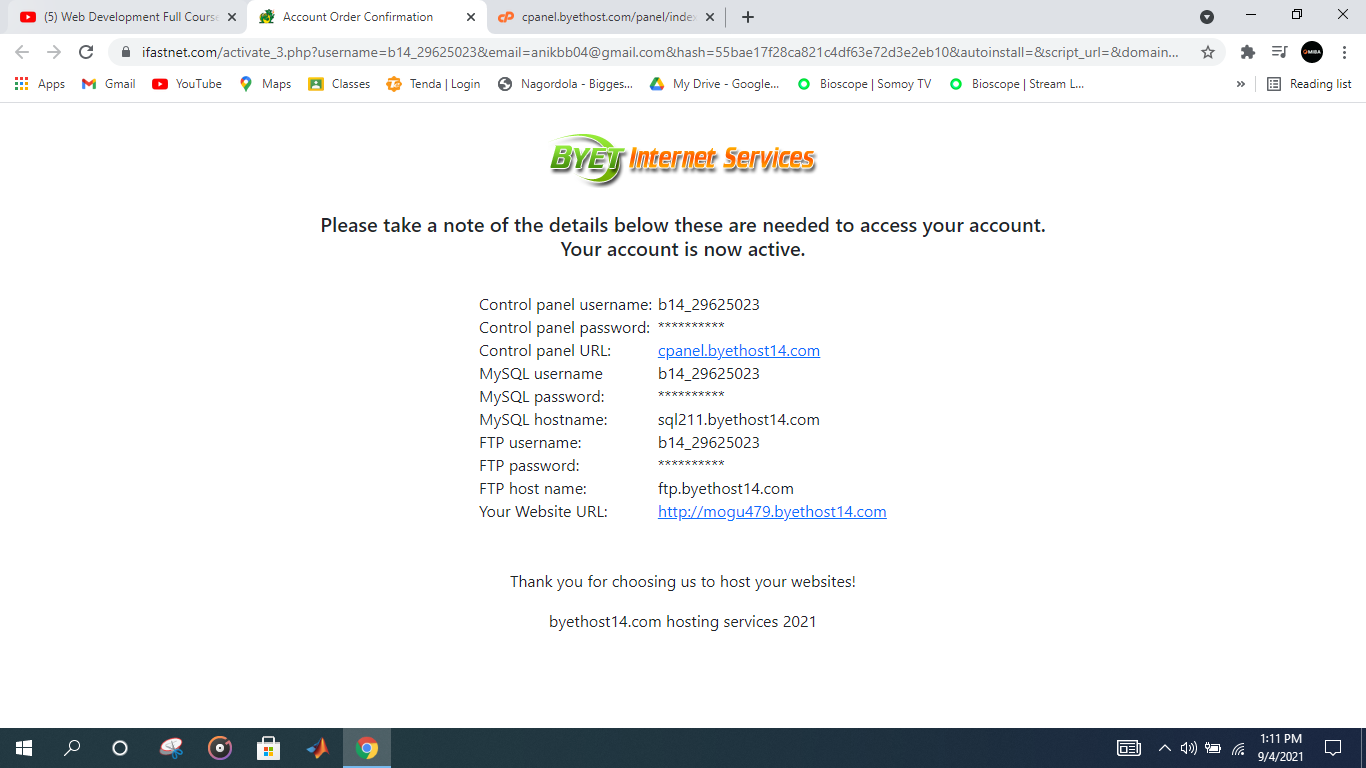 (5) Web Development Full Course
Account Order Confirmation
cpanel.byethost.com/panel/index
ifastnet.com/activate_3.php?username=b14_29625023&email=anikbb04@gmail.com&hash=55bae17f28ca821c4df63e72d3e2eb10&autoinstall=&script_url=&domain...
Apps
Gmail
YouTube
Maps
Classes
Tenda | Login
Nagordola - Bigges...
My Drive - Google...
Bioscope | Somoy TV
Bioscope | Stream L...
»
Reading list
BYET Internet Services
Please take a note of the details below these are needed to access your account.
Your account is now active.
Control panel username: b14_29625023
Control panel password: **********
Control panel URL: cpanel.byethost14.com
MySQL username b14_29625023
MySQL password: **********
MySQL hostname: sql211.byethost14.com
FTP username: b14_29625023
FTP password: **********
FTP host name: ftp.byethost14.com
Your Website URL: http://mogu479.byethost14.com
Thank you for choosing us to host your websites!
byethost14.com hosting services 2021
1:11 PM
9/4/2021